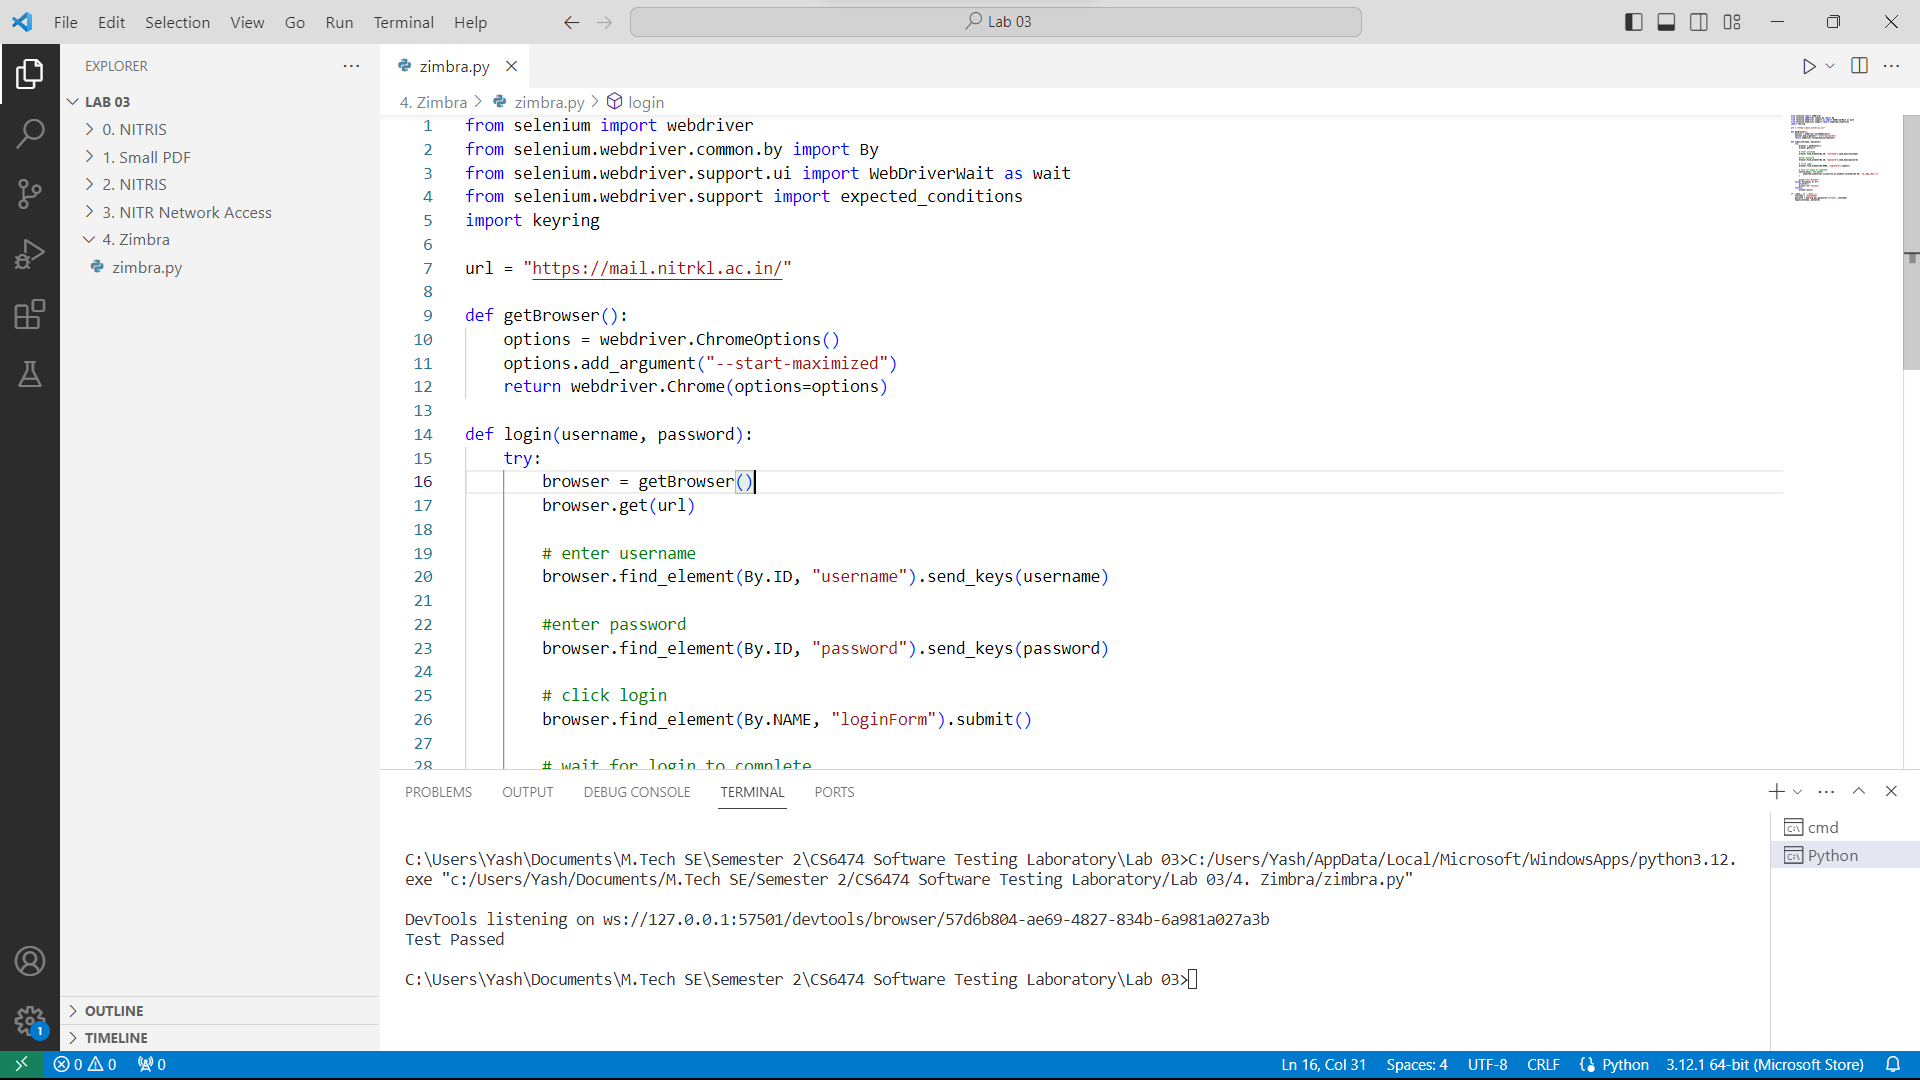 File Edit Selection View Go Run Terminal Help
Lab 03
EXPLORER
LAB 03
0. NITRIS
1. Small PDF
2. NITRIS
3. NITR Network Access
4. Zimbra
zimbra.py
OUTLINE
TIMELINE
1
zimbra.py
4. Zimbra > zimbra.py > login
1 from selenium import webdriver
2 from selenium.webdriver.common.by import By
3 from selenium.webdriver.support.ui import WebDriverWait as wait
4 from selenium.webdriver.support import expected_conditions
5 import keyring
6
7 url = "https://mail.nitrkl.ac.in/"
8
9 def getBrowser():
10 options = webdriver.ChromeOptions()
11 options.add_argument("--start-maximized")
12 return webdriver.Chrome(options=options)
13
14 def login(username, password):
15 try:
16 browser = getBrowser()
17 browser.get(url)
18
19 # enter username
20 browser.find_element(By.ID, "username").send_keys(username)
21
22 #enter password
23 browser.find_element(By.ID, "password").send_keys(password)
24
25 # click login
26 browser.find_element(By.NAME, "loginForm").submit()
27
28 # wait for login to complete
PROBLEMS OUTPUT DEBUG CONSOLE TERMINAL PORTS
cmd
Python
C:\Users\Yash\Documents\M.Tech SE\Semester 2\CS6474 Software Testing Laboratory\Lab 03>C:/Users/Yash/AppData/Local/Microsoft/WindowsApps/python3.12.
exe "c:/Users/Yash/Documents/M.Tech SE/Semester 2/CS6474 Software Testing Laboratory/Lab 03/4. Zimbra/zimbra.py"
DevTools listening on ws://127.0.0.1:57501/devtools/browser/57d6b804-ae69-4827-834b-6a981a027a3b
Test Passed
C:\Users\Yash\Documents\M.Tech SE\Semester 2\CS6474 Software Testing Laboratory\Lab 03>
0 0 0 Ln 16, Col 31 Spaces: 4 UTF-8 CRLF Python 3.12.1 64-bit (Microsoft Store)